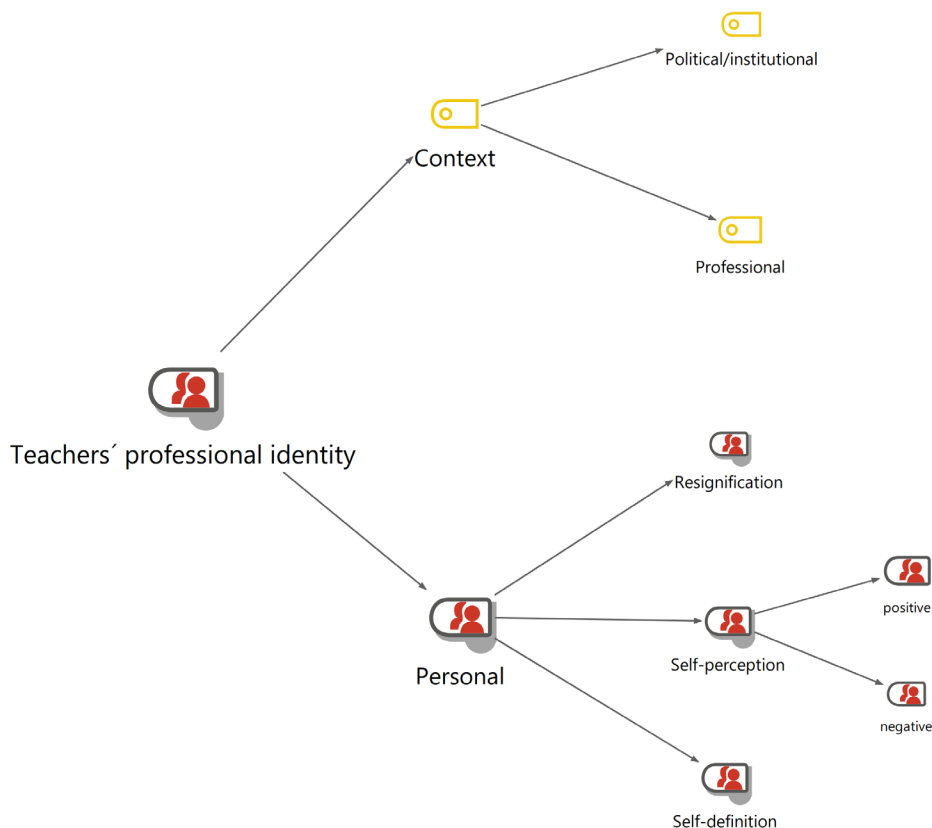 Political/institutional
Context
Professional
Teachers´ professional identity
Resignification
positive
Self-perception
Personal
negative
Self-definition